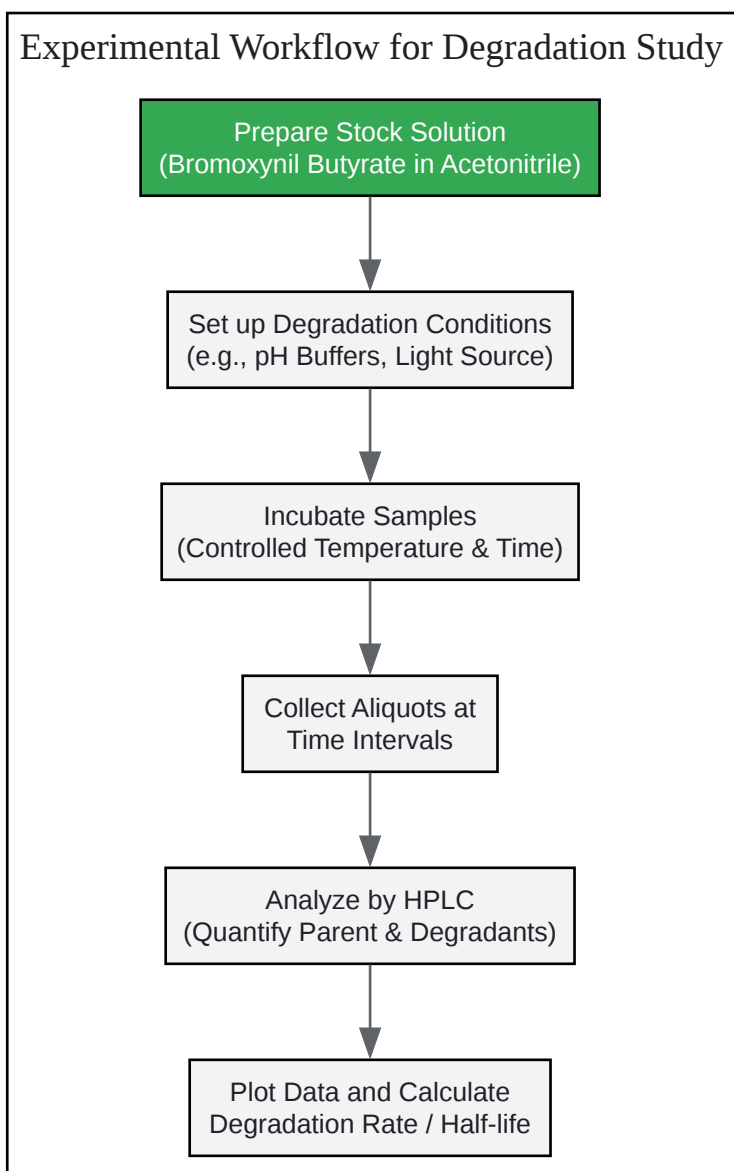 Experimental Workflow for Degradation Study
Prepare Stock Solution
(Bromoxynil Butyrate in Acetonitrile)
Set up Degradation Conditions
(e.g., pH Buffers, Light Source)
Incubate Samples
(Controlled Temperature & Time)
Collect Aliquots at
Time Intervals
Analyze by HPLC
(Quantify Parent & Degradants)
Plot Data and Calculate
Degradation Rate / Half-life